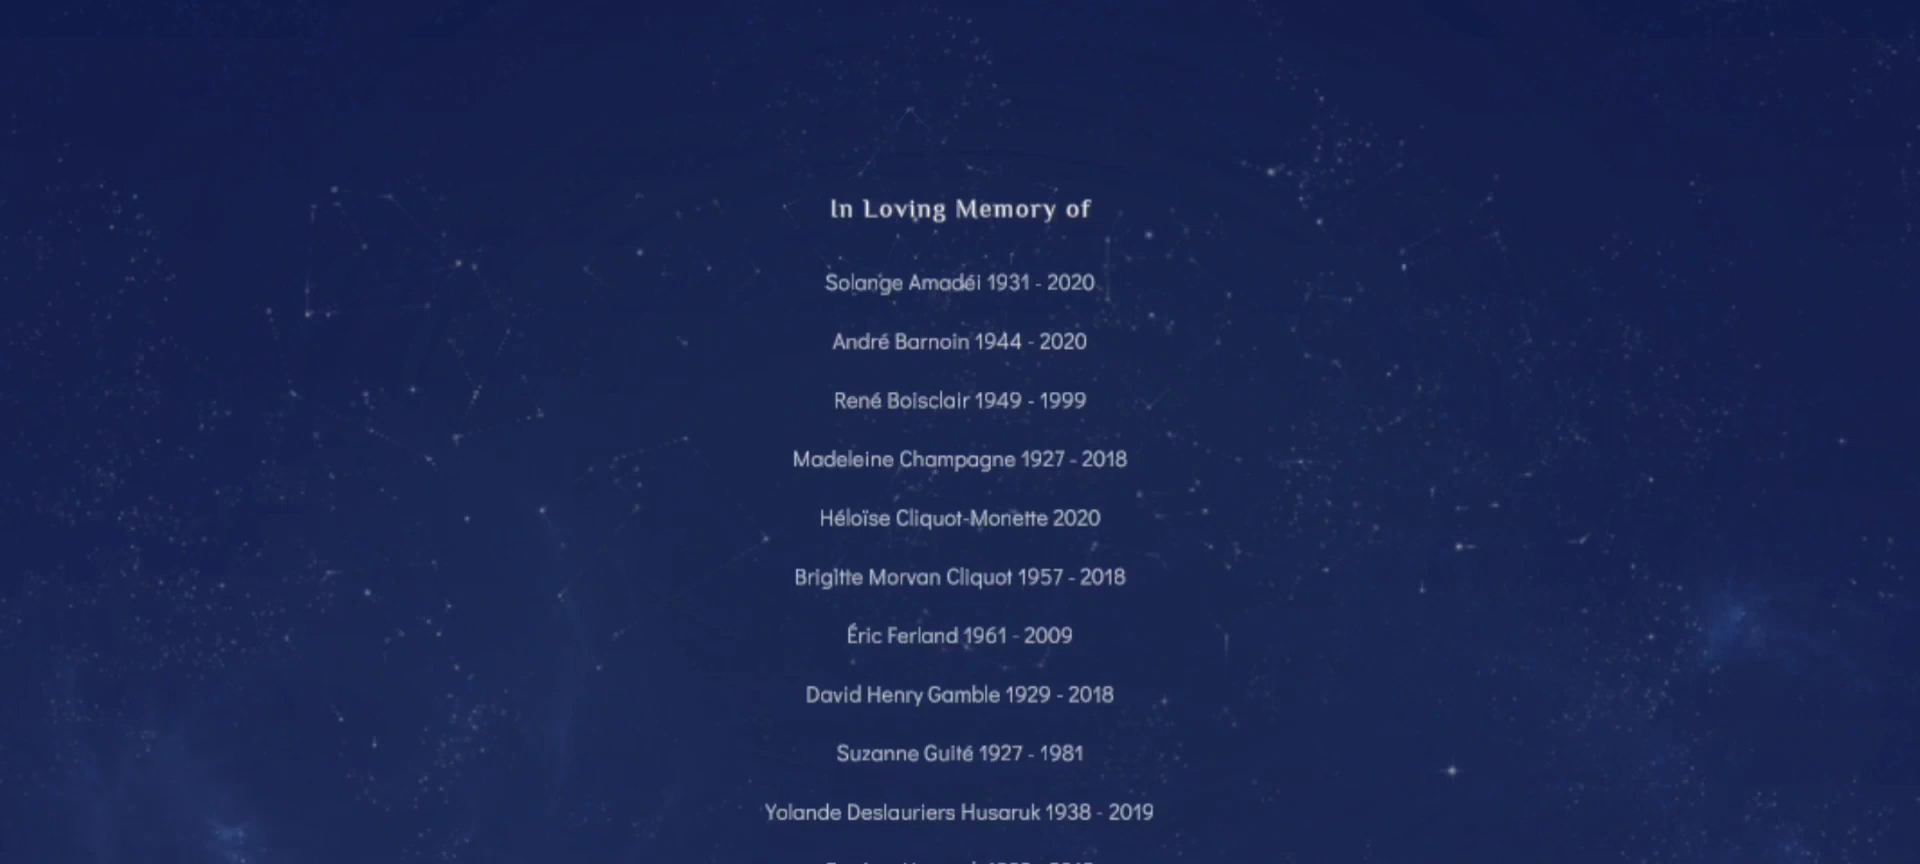 In Loving Memory of
Solange Amadéi 1931 - 2020
André Barnoin 1944 - 2020
René Boisclair 1949 - 1999
Madeleine Champagne 1927 - 2018
Héloïse Cliquot-Monette 2020
Brigitte Morvan Cliquot 1957 - 2018
Éric Ferland 1961 - 2009
David Henry Gamble 1929 - 2018
Suzanne Guité 1927 - 1981
Yolande Deslauriers Husaruk 1938 - 2019